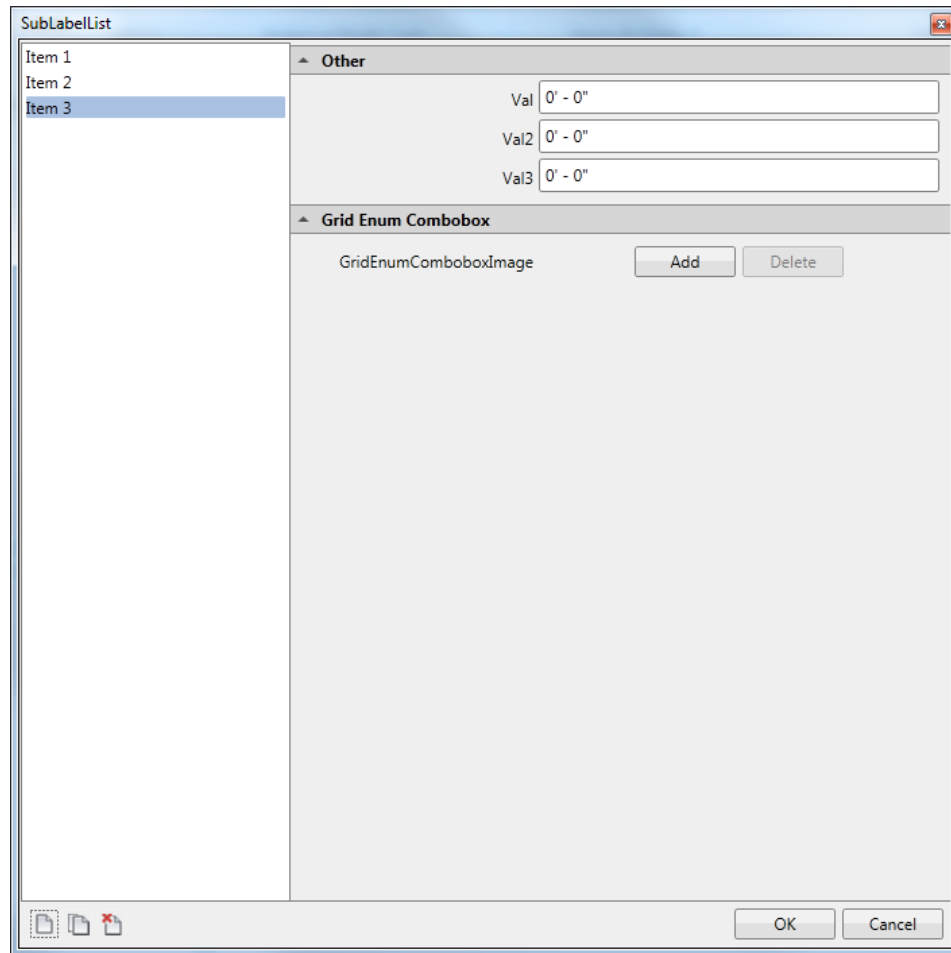 SubLabelList
Item 1
Item 2
Item 3
Other
Val 0' - 0"
Val2 0' - 0"
Val3 0' - 0"
Grid Enum Combobox
GridEnumComboboxImage Add Delete
OK Cancel